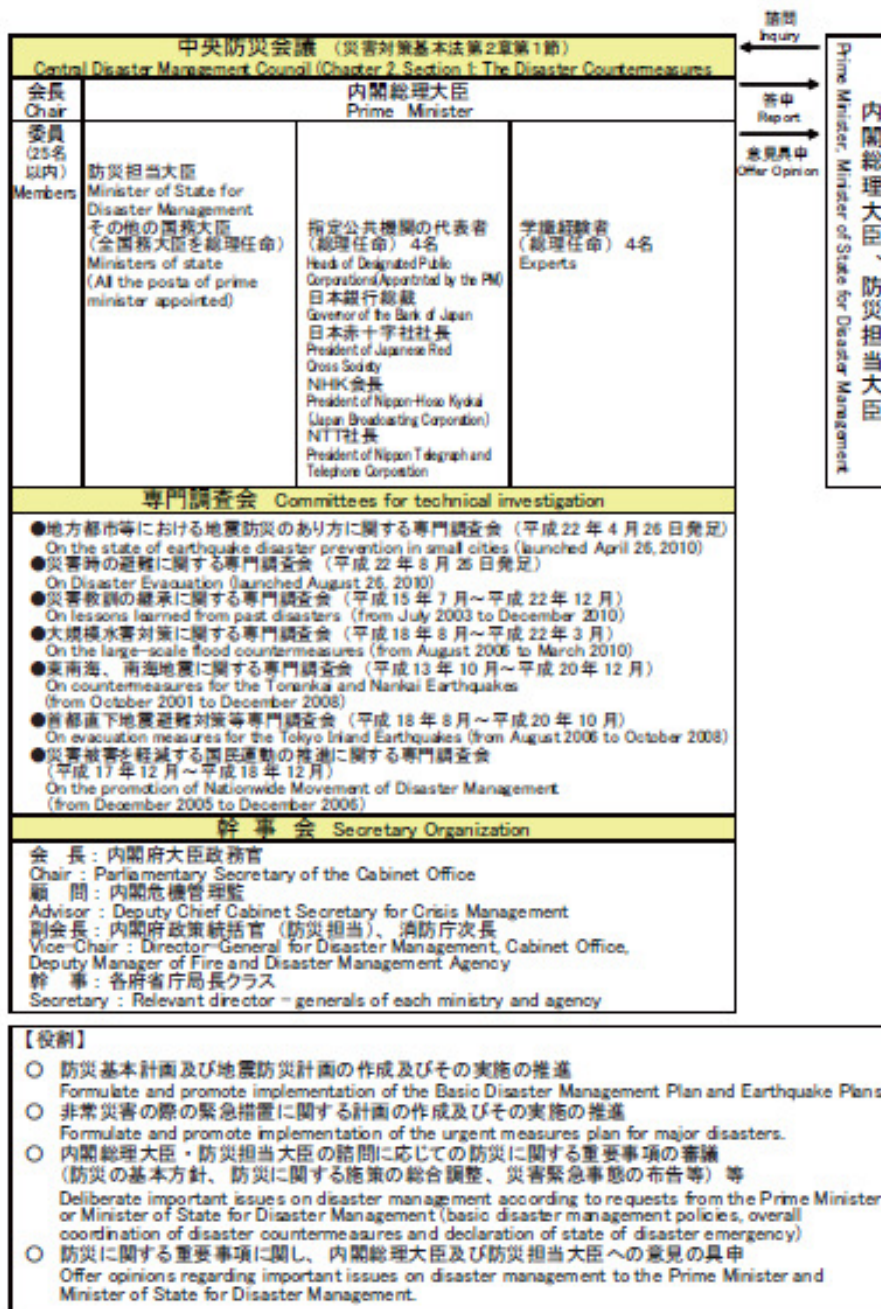 中央防災会議 （災害対策基本法第2章第1節）
Central Disaster Management Council (Chapter 2, Section 1: The Disaster Countermeasures
会長
Chair
内閣総理大臣
Prime Minister
委員
(25名
以内)
Members
防災担当大臣
Minister of State for
Disaster Management
その他の国務大臣
（全国務大臣を総理任命）
Ministers of state
(All the posta of prime
minister appointed)
指定公共機関の代表者
（総理任命） 4名
Heads of Designated Public
Corporations(Appointed by the PM)
日本銀行総裁
Governor of the Bank of Japan
日本赤十字社社長
President of Japanese Red
Cross Society
NHK会長
President of Nippon-Hoso Kyokai
(Japan Broadcasting Corporation)
NTT社長
President of Nippon Telegraph and
Telephone Corporation
学識経験者
（総理任命） 4名
Experts
諮問
Inquiry
答申
Report
意見具申
Offer Opinion
内閣総理大臣、防災担当大臣
Prime Minister, Minister of State for Disaster Management
専門調査会 Committees for technical investigation
●地方都市等における地震防災のあり方に関する専門調査会 （平成22年4月26日発足）
On the state of earthquake disaster prevention in small cities (launched April 26, 2010)
●災害時の避難に関する専門調査会 （平成 22 年 8 月 26 日発足）
On Disaster Evacuation (launched August 26, 2010)
●災害教訓の継承に関する専門調査会 （平成15 年 7 月～平成 22 年 12 月）
On lessons learned from past disasters (from July 2003 to December 2010)
●大規模水害対策に関する専門調査会 （平成 18 年 8 月～平成 22 年 3 月）
On the large-scale flood countermeasures (from August 2006 to March 2010)
●東南海、南海地震に関する専門調査会 （平成 13 年 10 月～平成 20 年 12 月）
On countermeasures for the Tonankai and Nankai Earthquakes
(from October 2001 to December 2008)
●首都直下地震避難対策等専門調査会 （平成 18 年 8 月～平成 20 年 10 月）
On evacuation measures for the Tokyo Inland Earthquakes (from August 2006 to October 2008)
●災害被害を軽減する国民運動の推進に関する専門調査会
（平成 17 年 12 月～平成 18 年 12 月）
On the promotion of Nationwide Movement of Disaster Management
(from December 2005 to December 2006)
幹 事 会 Secretary Organization
会 長：内閣府大臣政務官
Chair : Parliamentary Secretary of the Cabinet Office
顧 問：内閣危機管理監
Advisor : Deputy Chief Cabinet Secretary for Crisis Management
副会長：内閣府政策統括官（防災担当）、消防庁次長
Vice-Chair : Director-General for Disaster Management, Cabinet Office,
Deputy Manager of Fire and Disaster Management Agency
幹 事：各府省庁局長クラス
Secretary : Relevant director - generals of each ministry and agency
【役割】
○ 防災基本計画及び地震防災計画の作成及びその実施の推進
Formulate and promote implementation of the Basic Disaster Management Plan and Earthquake Plans
○ 非常災害の際の緊急措置に関する計画の作成及びその実施の推進
Formulate and promote implementation of the urgent measures plan for major disasters.
○ 内閣総理大臣・防災担当大臣の諮問に応じての防災に関する重要事項の審議
（防災の基本方針、防災に関する施策の総合調整、災害緊急事態の布告等）等
Deliberate important issues on disaster management according to requests from the Prime Minister
or Minister of State for Disaster Management (basic disaster management policies, overall
coordination of disaster countermeasures and declaration of state of disaster emergency)
○ 防災に関する重要事項に関し、内閣総理大臣及び防災担当大臣への意見の具申
Offer opinions regarding important issues on disaster management to the Prime Minister and
Minister of State for Disaster Management.